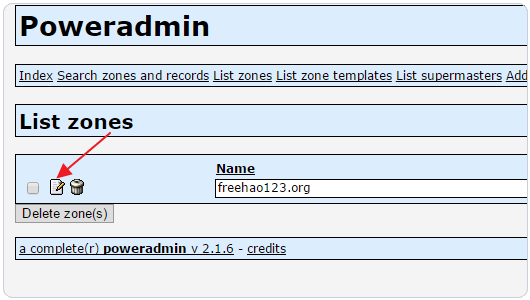 Poweradmin
Index Search zones and records List zones List zone templates List supermasters Add
List zones
Name
freehao123.org
Delete zone(s)
a complete(r) poweradmin v 2.1.6 - credits